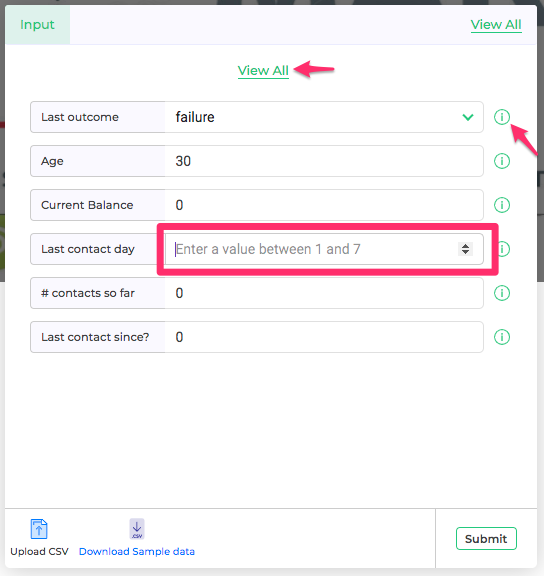 Input
View All
View All
Last outcome
failure
Age
30
Current Balance
0
Last contact day
Enter a value between 1 and 7
# contacts so far
0
Last contact since?
0
Upload CSV
.CSV
Download Sample data
Submit